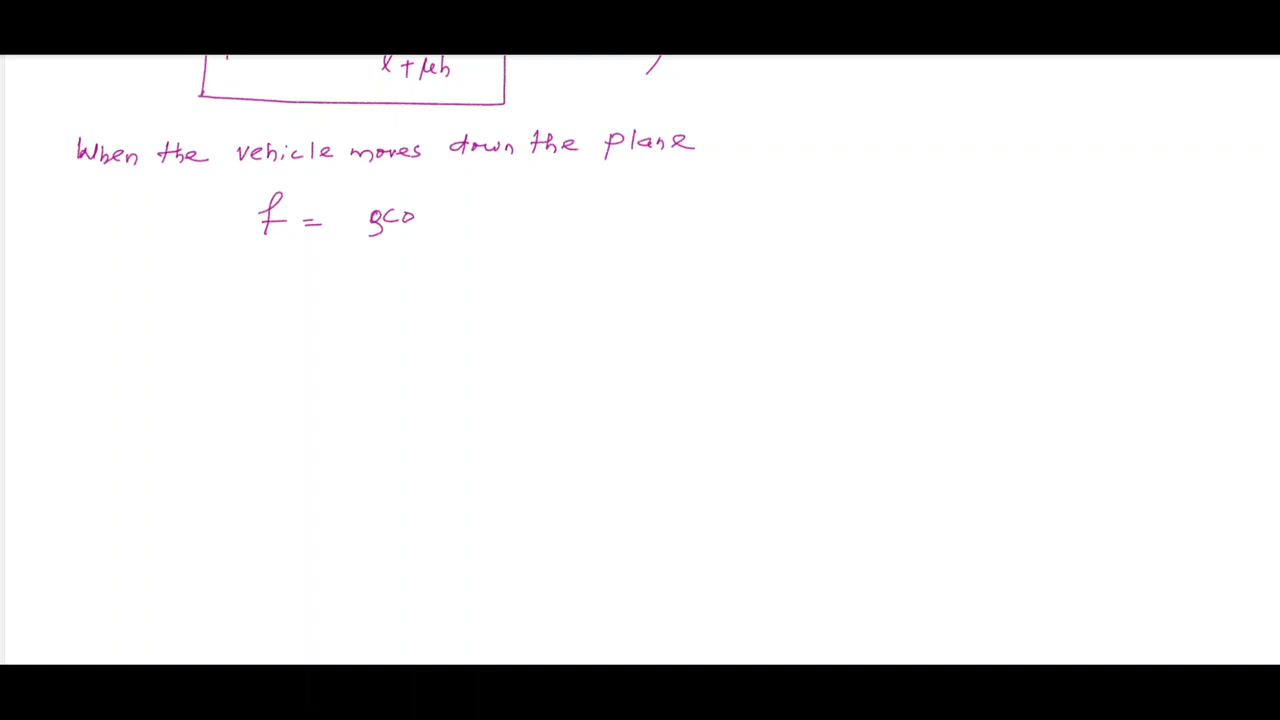 l + μh
When the vehicle moves down the plane
f = gco